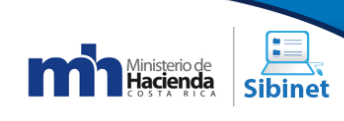 mh
Ministerio de
Hacienda
COSTA RICA
Sibinet